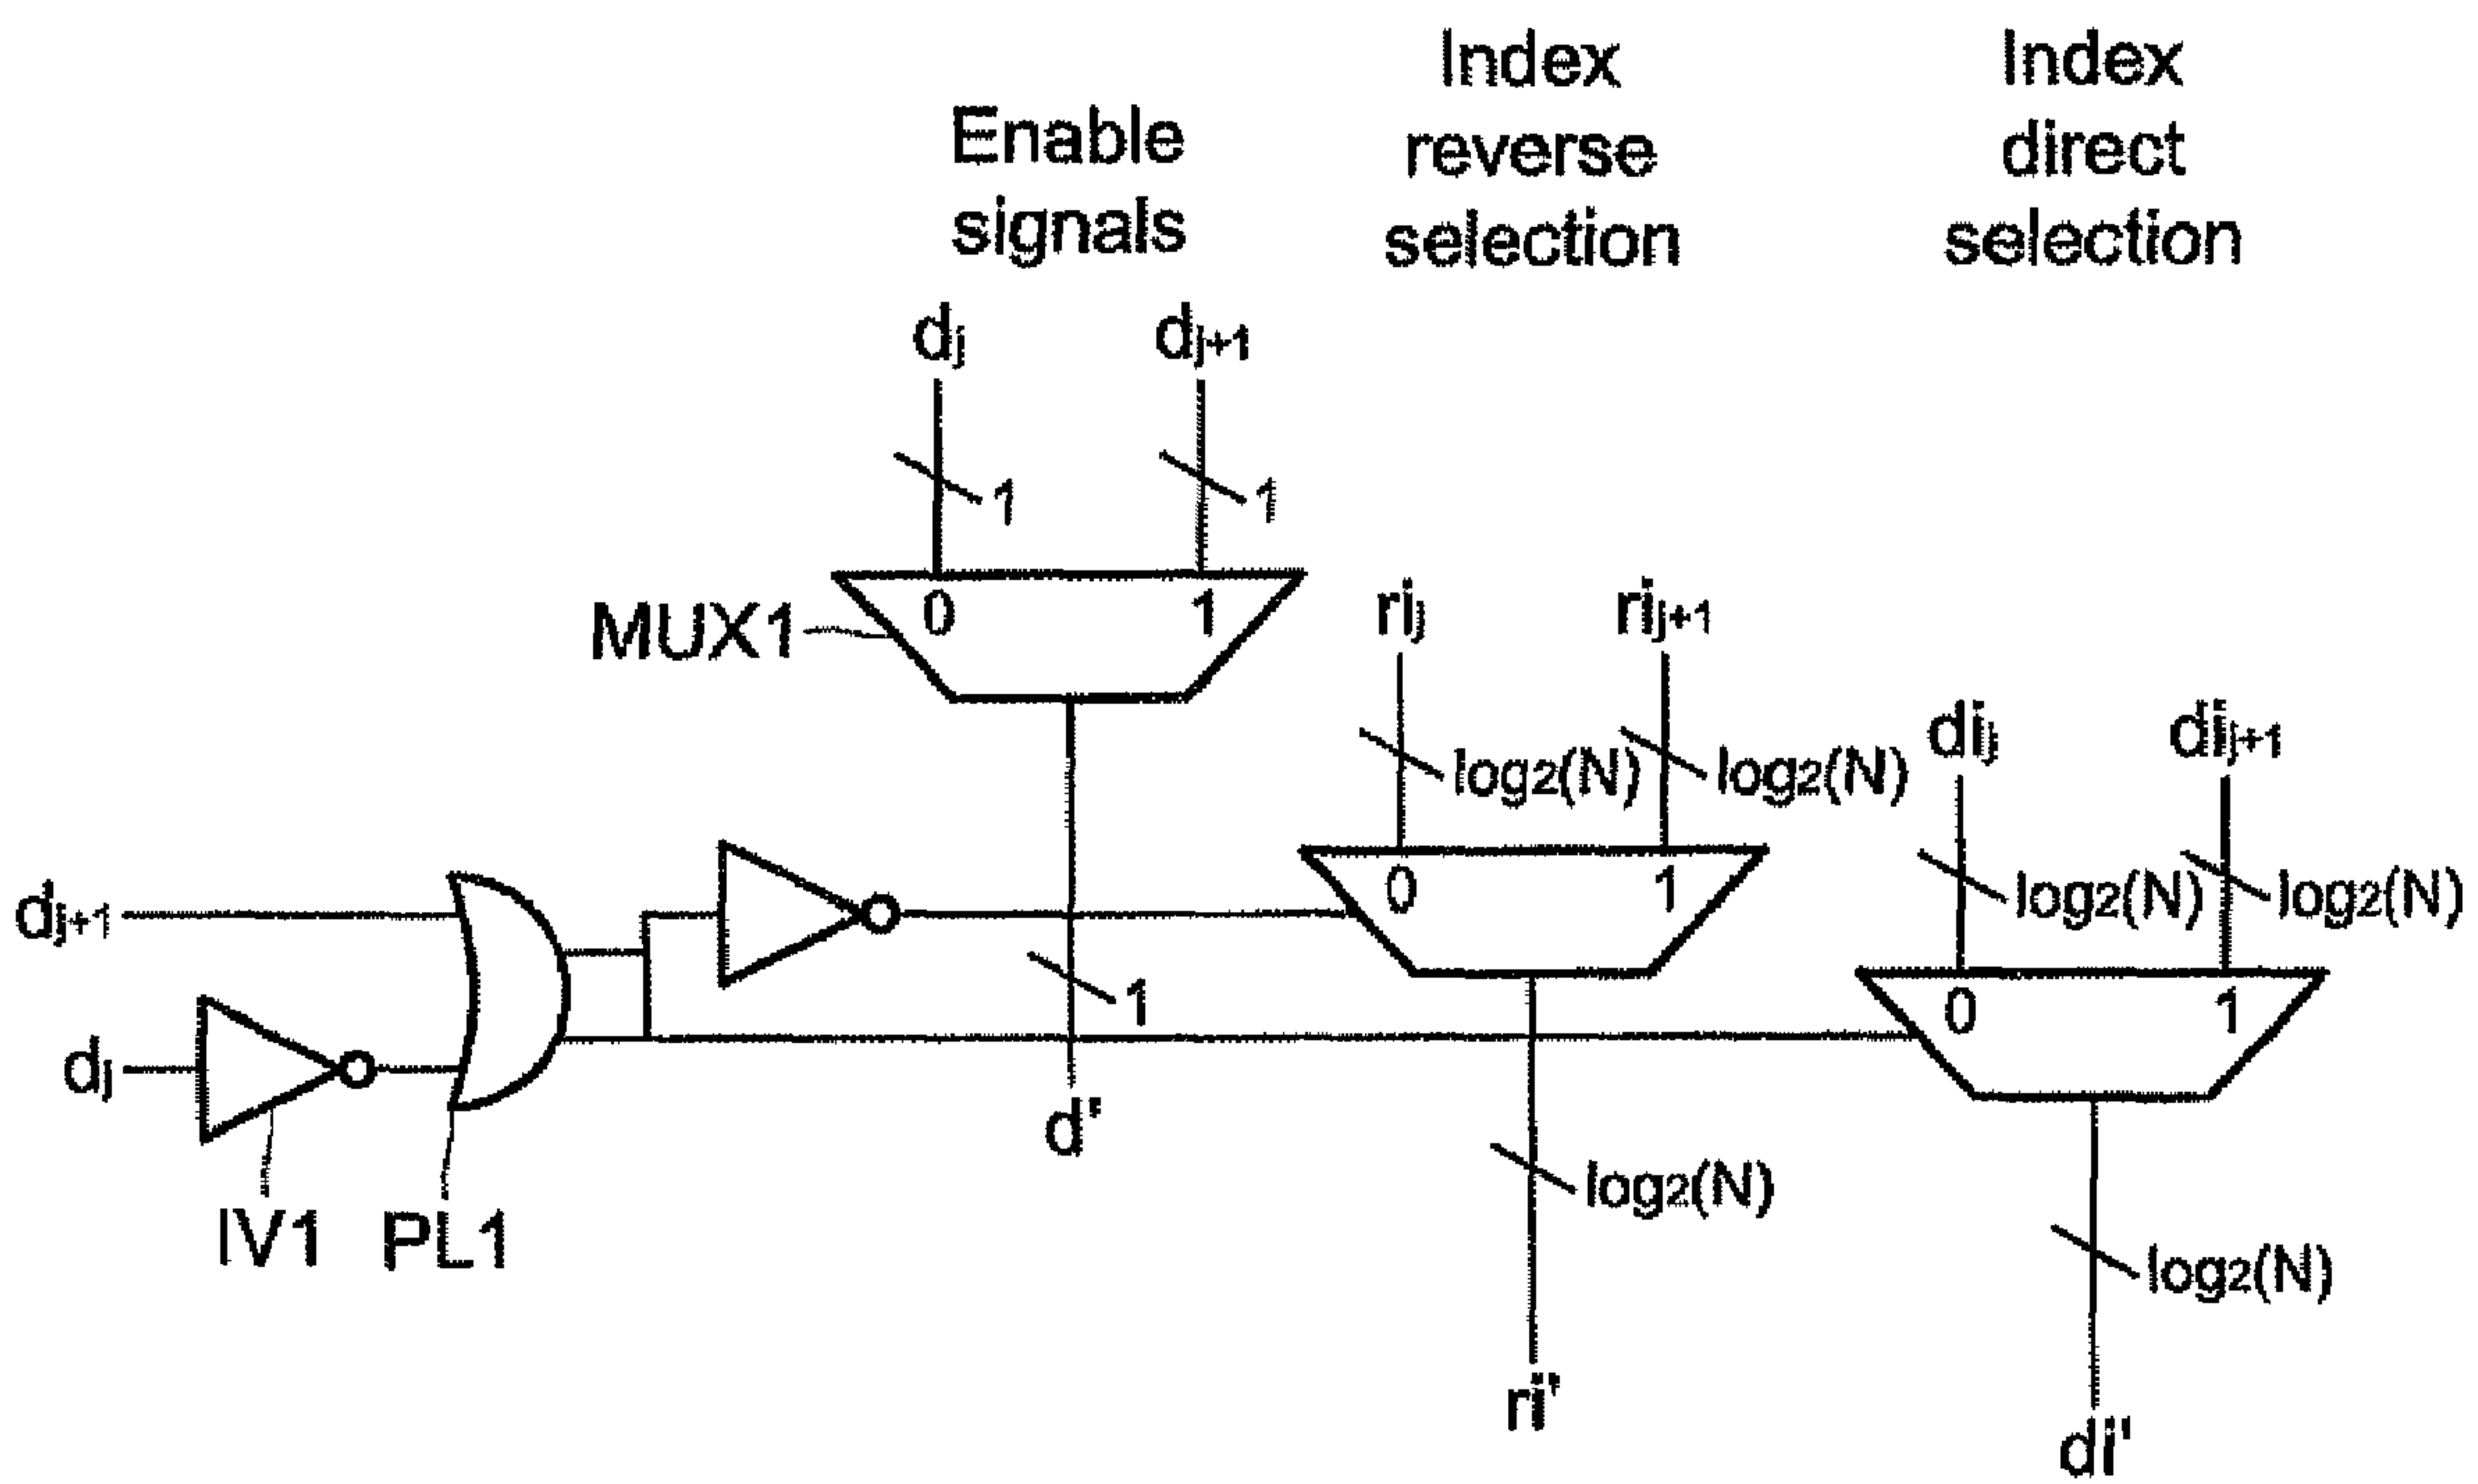 Enable
signals
Index
reverse
selection
Index
direct
selection
dj
dj+1
1
1
MUX1
0
1
rij
rij+1
log2(N)
log2(N)
0
1
dij
dij+1
log2(N)
log2(N)
0
1
dj+1
dj
IV1
PL1
1
d'
log2(N)
ri'
log2(N)
di'